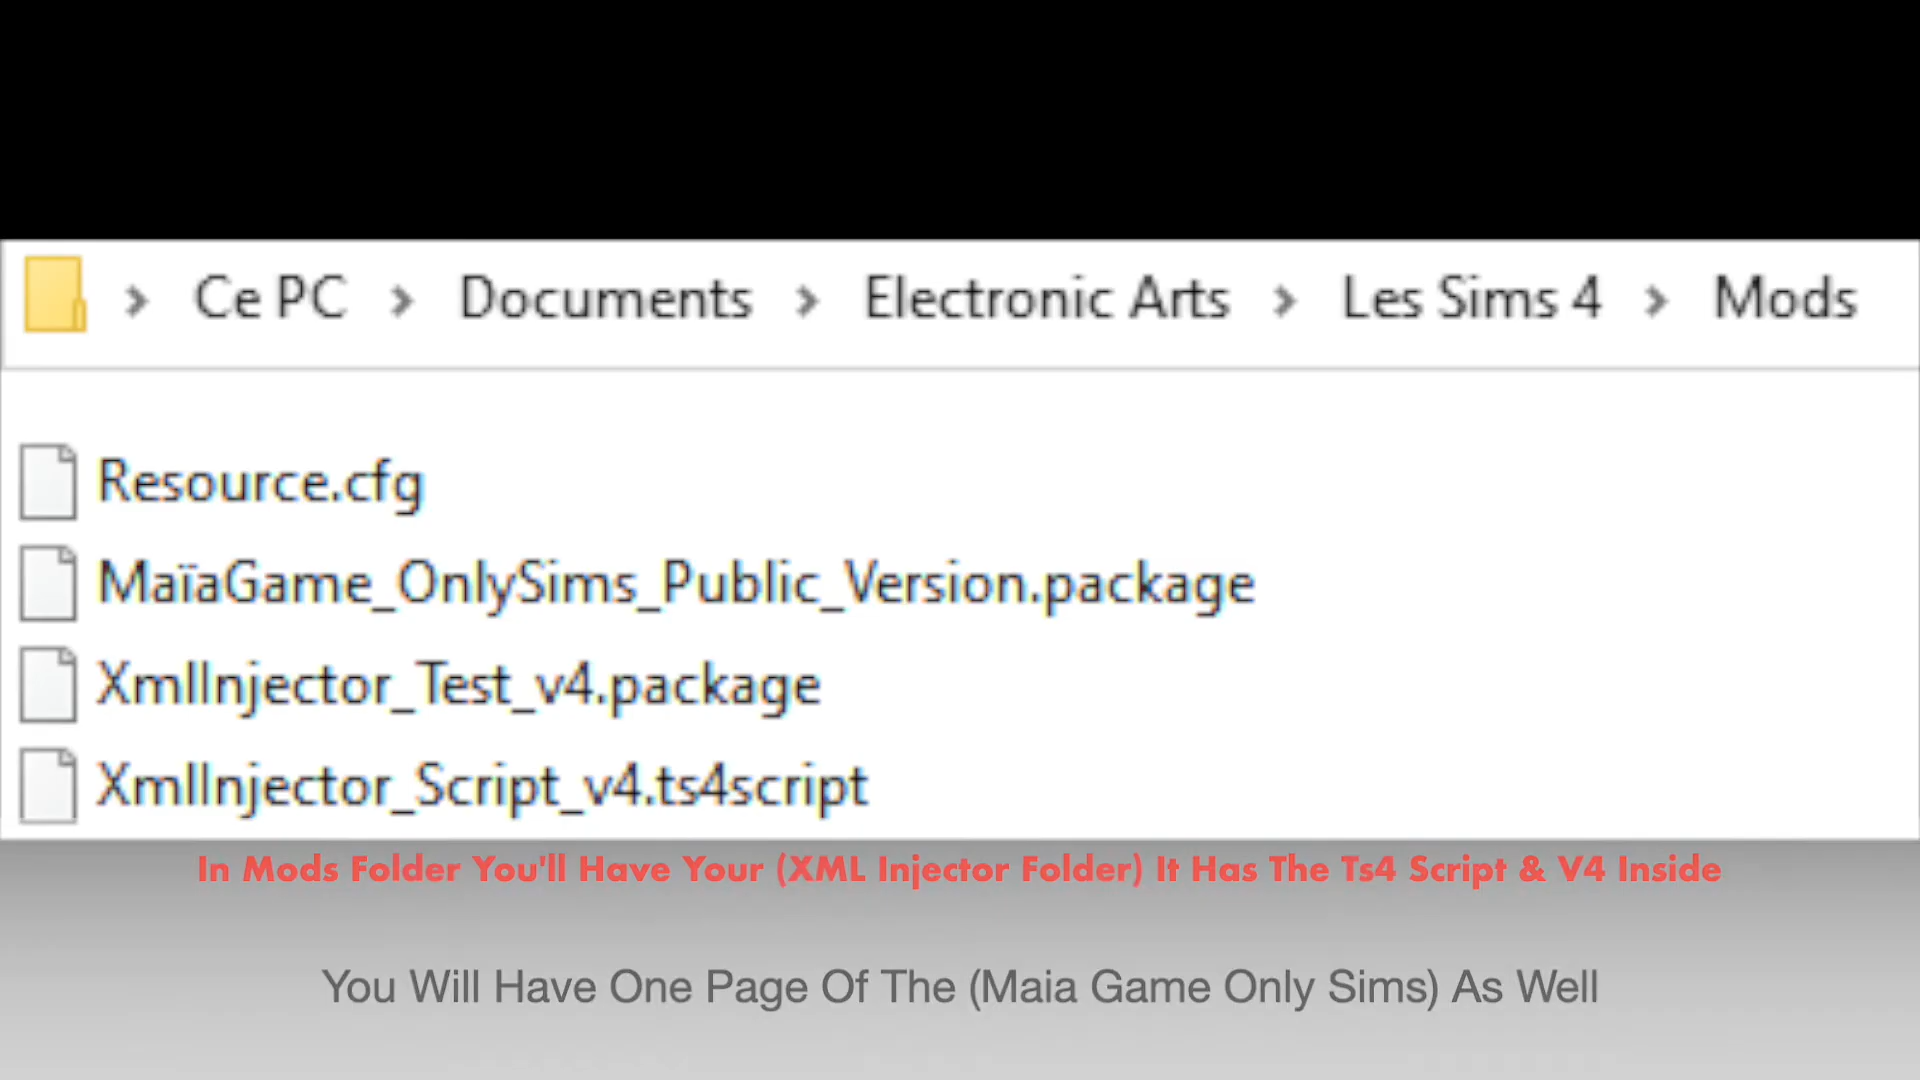 Ce PC > Documents > Electronic Arts > Les Sims 4 > Mods
Resource.cfg
MaïaGame_OnlySims_Public_Version.package
XmlInjector_Test_v4.package
XmlInjector_Script_v4.ts4script
In Mods Folder You'll Have Your (XML Injector Folder) It Has The Ts4 Script & V4 Inside
You Will Have One Page Of The (Maia Game Only Sims) As Well